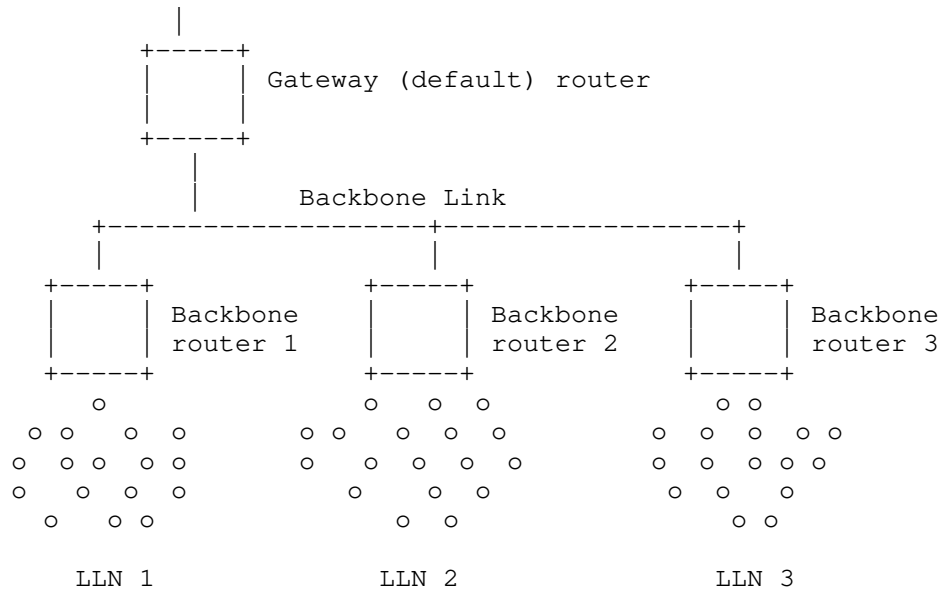 Gateway (default) router
Backbone Link
Backbone Backbone Backbone
router 1 router 2 router 3
LLN 1 LLN 2 LLN 3